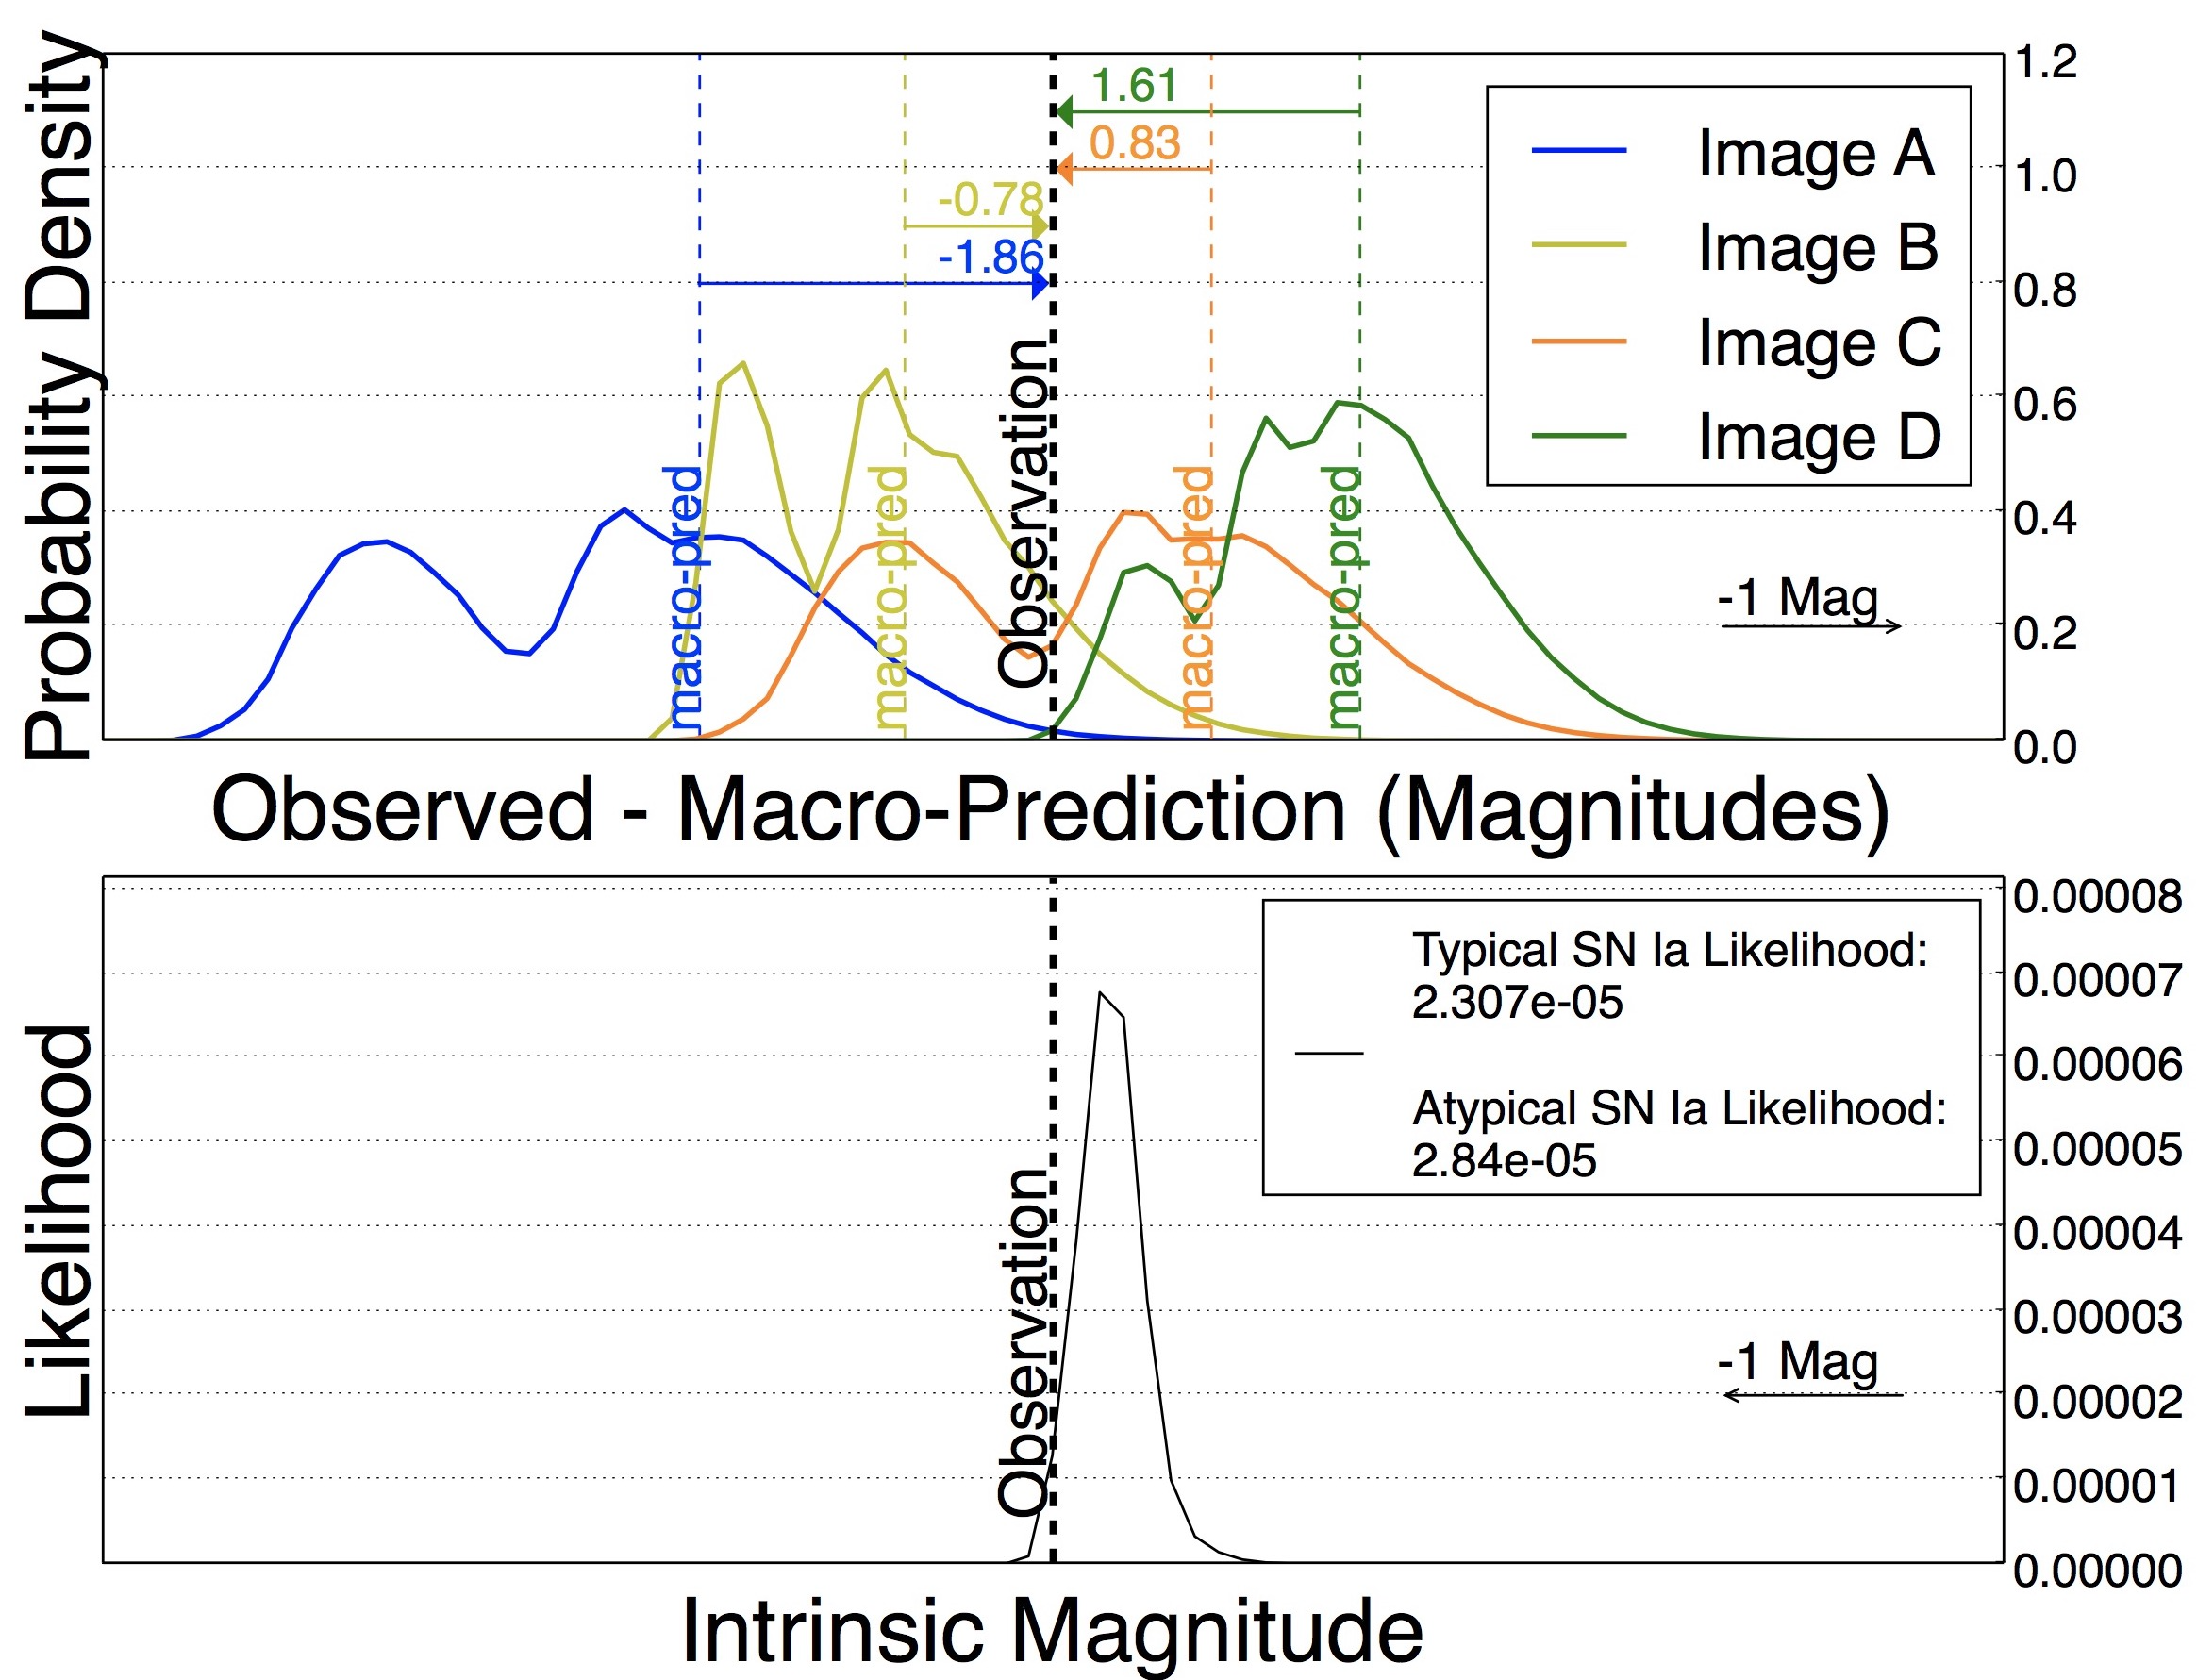 Probability Density
1.61
0.83
-0.78
-1.86
Observation
macro-pred
macro-pred
macro-pred
macro-pred
Image A
Image B
Image C
Image D
-1 Mag
1.2
1.0
0.8
0.6
0.4
0.2
0.0
Observed - Macro-Prediction (Magnitudes)
Likelihood
Observation
Typical SN Ia Likelihood:
2.307e-05
Atypical SN Ia Likelihood:
2.84e-05
-1 Mag
0.00008
0.00007
0.00006
0.00005
0.00004
0.00003
0.00002
0.00001
0.00000
Intrinsic Magnitude